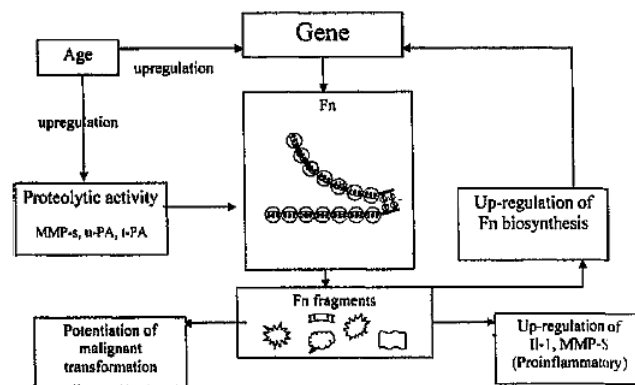 Gene
Age
upregulation
Fn
upregulation
Proteolytic activity
MMP-s, u-PA, t-PA
Up-regulation of
Fn biosynthesis
Fn fragments
Potentiation of
malignant
transformation
Up-regulation of
Il-1, MMP-S
(Proinflammatory)